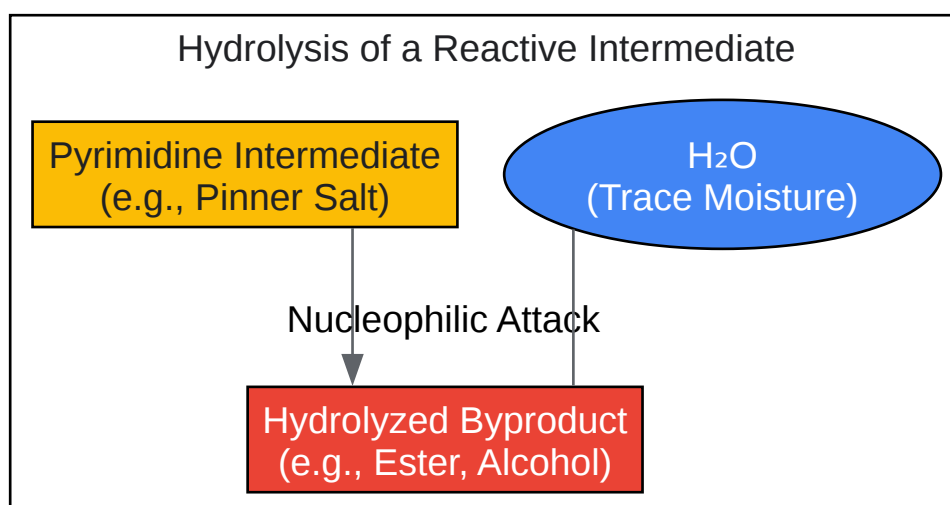 Hydrolysis of a Reactive Intermediate
Pyrimidine Intermediate
(e.g., Pinner Salt)
H₂O
(Trace Moisture)
Nucleophilic Attack
Hydrolyzed Byproduct
(e.g., Ester, Alcohol)